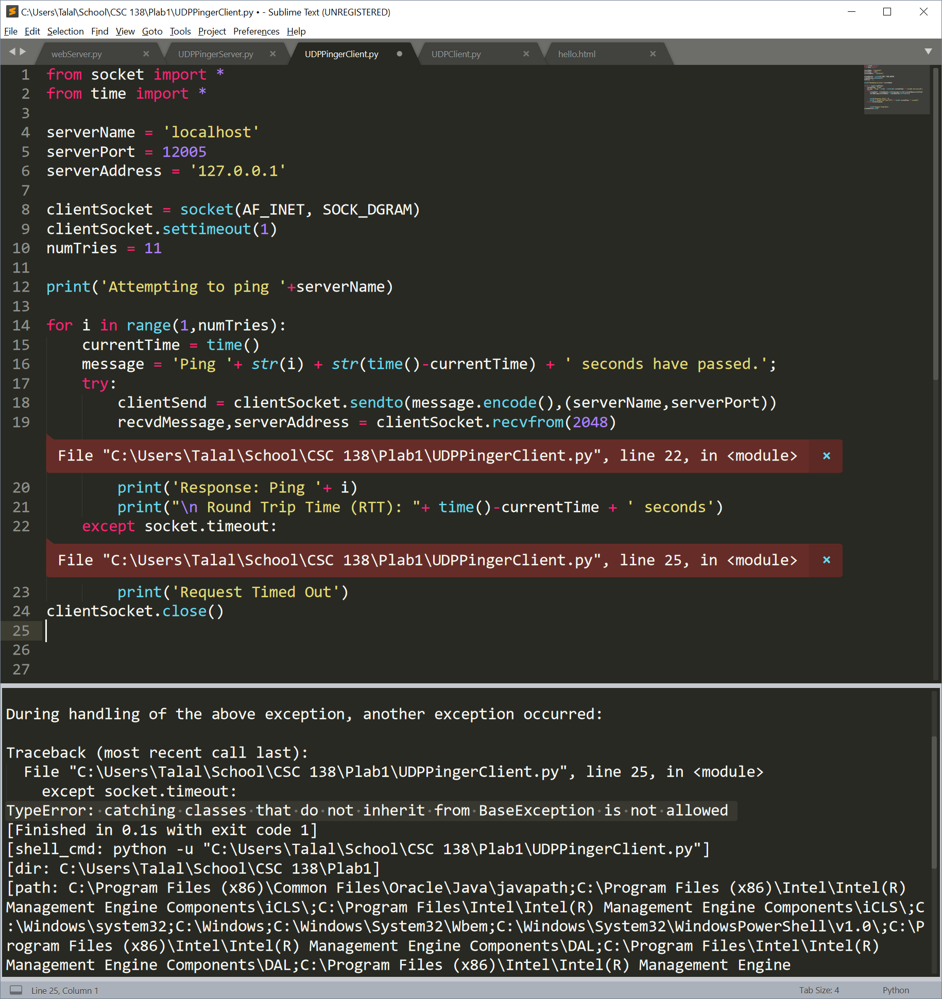 C:\Users\Talal\School\CSC 138\Plab1\UDPPingerClient.py • - Sublime Text (UNREGISTERED)
File Edit Selection Find View Goto Tools Project Preferences Help
webServer.py × UDPPingerServer.py × UDPPingerClient.py UDPClient.py × hello.html ×
1 from socket import *
2 from time import *
3
4 serverName = 'localhost'
5 serverPort = 12005
6 serverAddress = '127.0.0.1'
7
8 clientSocket = socket(AF_INET, SOCK_DGRAM)
9 clientSocket.settimeout(1)
10 numTries = 11
11
12 print('Attempting to ping '+serverName)
13
14 for i in range(1,numTries):
15     currentTime = time()
16     message = 'Ping '+ str(i) + str(time()-currentTime) + ' seconds have passed.';
17     try:
18         clientSend = clientSocket.sendto(message.encode(),(serverName,serverPort))
19         recvdMessage,serverAddress = clientSocket.recvfrom(2048)
File "C:\Users\Talal\School\CSC 138\Plab1\UDPPingerClient.py", line 22, in <module> ×
20         print('Response: Ping '+ i)
21         print("\n Round Trip Time (RTT): "+ time()-currentTime + ' seconds')
22     except socket.timeout:
File "C:\Users\Talal\School\CSC 138\Plab1\UDPPingerClient.py", line 25, in <module> ×
23         print('Request Timed Out')
24 clientSocket.close()
25
26
27
During handling of the above exception, another exception occurred:
Traceback (most recent call last):
  File "C:\Users\Talal\School\CSC 138\Plab1\UDPPingerClient.py", line 25, in <module>
    except socket.timeout:
TypeError: catching classes that do not inherit from BaseException is not allowed
[Finished in 0.1s with exit code 1]
[shell_cmd: python -u "C:\Users\Talal\School\CSC 138\Plab1\UDPPingerClient.py"]
[dir: C:\Users\Talal\School\CSC 138\Plab1]
[path: C:\Program Files (x86)\Common Files\Oracle\Java\javapath;C:\Program Files (x86)\Intel\Intel(R)
Management Engine Components\iCLS\;C:\Program Files\Intel\Intel(R) Management Engine Components\iCLS\;C
:\Windows\system32;C:\Windows;C:\Windows\System32\Wbem;C:\Windows\System32\WindowsPowerShell\v1.0\;C:\P
rogram Files (x86)\Intel\Intel(R) Management Engine Components\DAL;C:\Program Files\Intel\Intel(R)
Management Engine Components\DAL;C:\Program Files (x86)\Intel\Intel(R) Management Engine
Line 25, Column 1 Tab Size: 4 Python